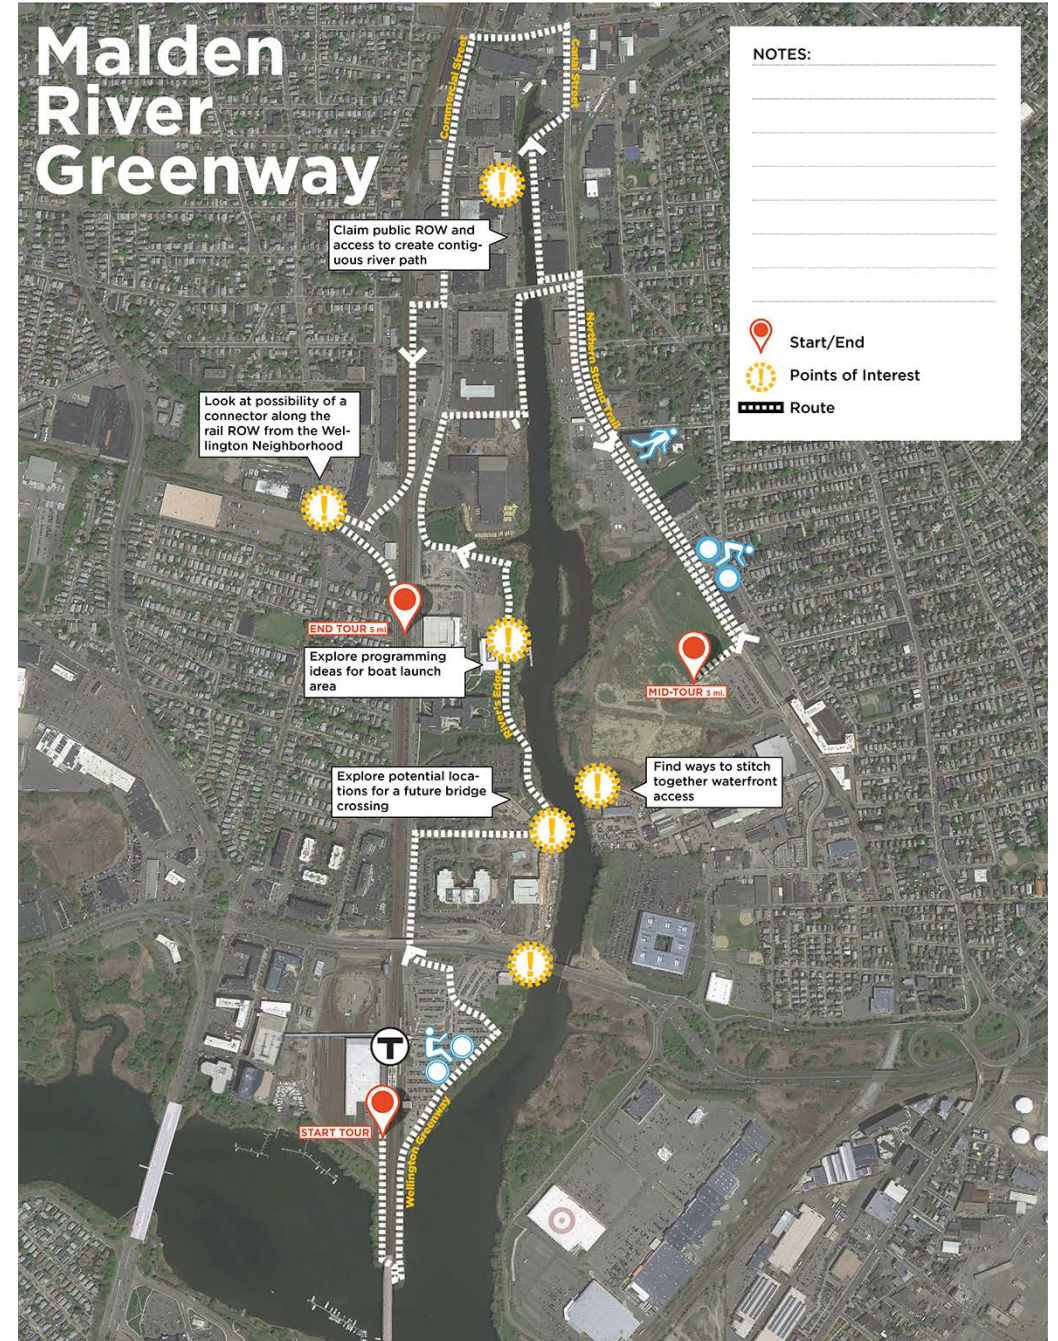 Malden
River
Greenway
Commercial Street
Canal Street
NOTES:
Claim public ROW and
access to create contig-
uous river path
Northern Strand Trail
Start/End
Points of Interest
Route
Look at possibility of a
connector along the
rail ROW from the Wel-
lington Neighborhood
END TOUR 5 mi.
Explore programming
ideas for boat launch
area
River's Edge
MID-TOUR 3 mi.
Explore potential loca-
tions for a future bridge
crossing
Find ways to stitch
together waterfront
access
T
START TOUR
Wellington Greenway